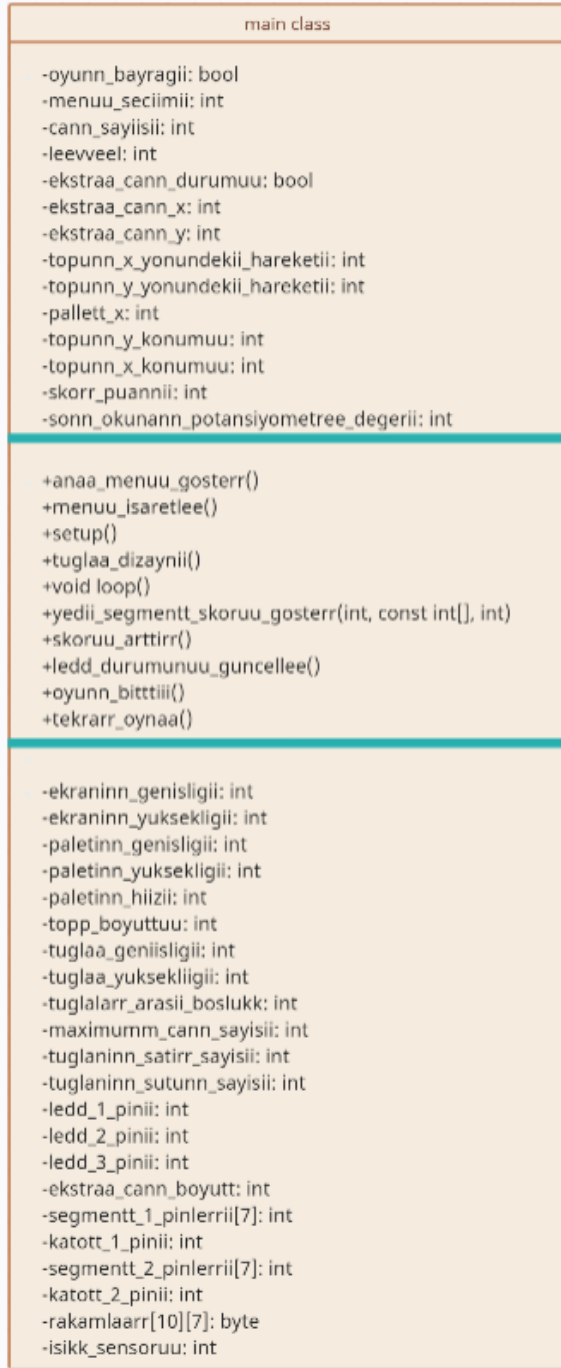 main class
-oyunn_bayragii: bool
-menuu_seciimii: int
-cann_sayiisii: int
-leevveel: int
-ekstraa_cann_durumuu: bool
-ekstraa_cann_x: int
-ekstraa_cann_y: int
-topunn_x_yonundekii_hareketii: int
-topunn_y_yonundekii_hareketii: int
-pallett_x: int
-topunn_y_konumuu: int
-topunn_x_konumuu: int
-skorr_puannii: int
-sonn_okunann_potansiyometree_degerii: int
+anaa_menuu_gosterr()
+menuu_isaretlee()
+setup()
+tuglaa_dizaynii()
+void loop()
+yedii_segmentt_skoruu_gosterr(int, const int[], int)
+skoruu_arttirr()
+ledd_durumunuu_guncellee()
+oyunn_bitttiii()
+tekrarr_oynaa()
-ekraninn_genisligii: int
-ekraninn_yuksekligii: int
-paletinn_genisligii: int
-paletinn_yuksekligii: int
-paletinn_hiizii: int
-topp_boyuttuu: int
-tuglaa_geniisligii: int
-tuglaa_yuksekliigii: int
-tuglalarr_arasii_boslukk: int
-maximumm_cann_sayisii: int
-tuglaninn_satirr_sayisii: int
-tuglaninn_sutunn_sayisii: int
-ledd_1_pinii: int
-ledd_2_pinii: int
-ledd_3_pinii: int
-ekstraa_cann_boyutt: int
-segmentt_1_pinlerrii[7]: int
-katott_1_pinii: int
-segmentt_2_pinlerrii[7]: int
-katott_2_pinii: int
-rakamlaarr[10][7]: byte
-isikk_sensoruu: int